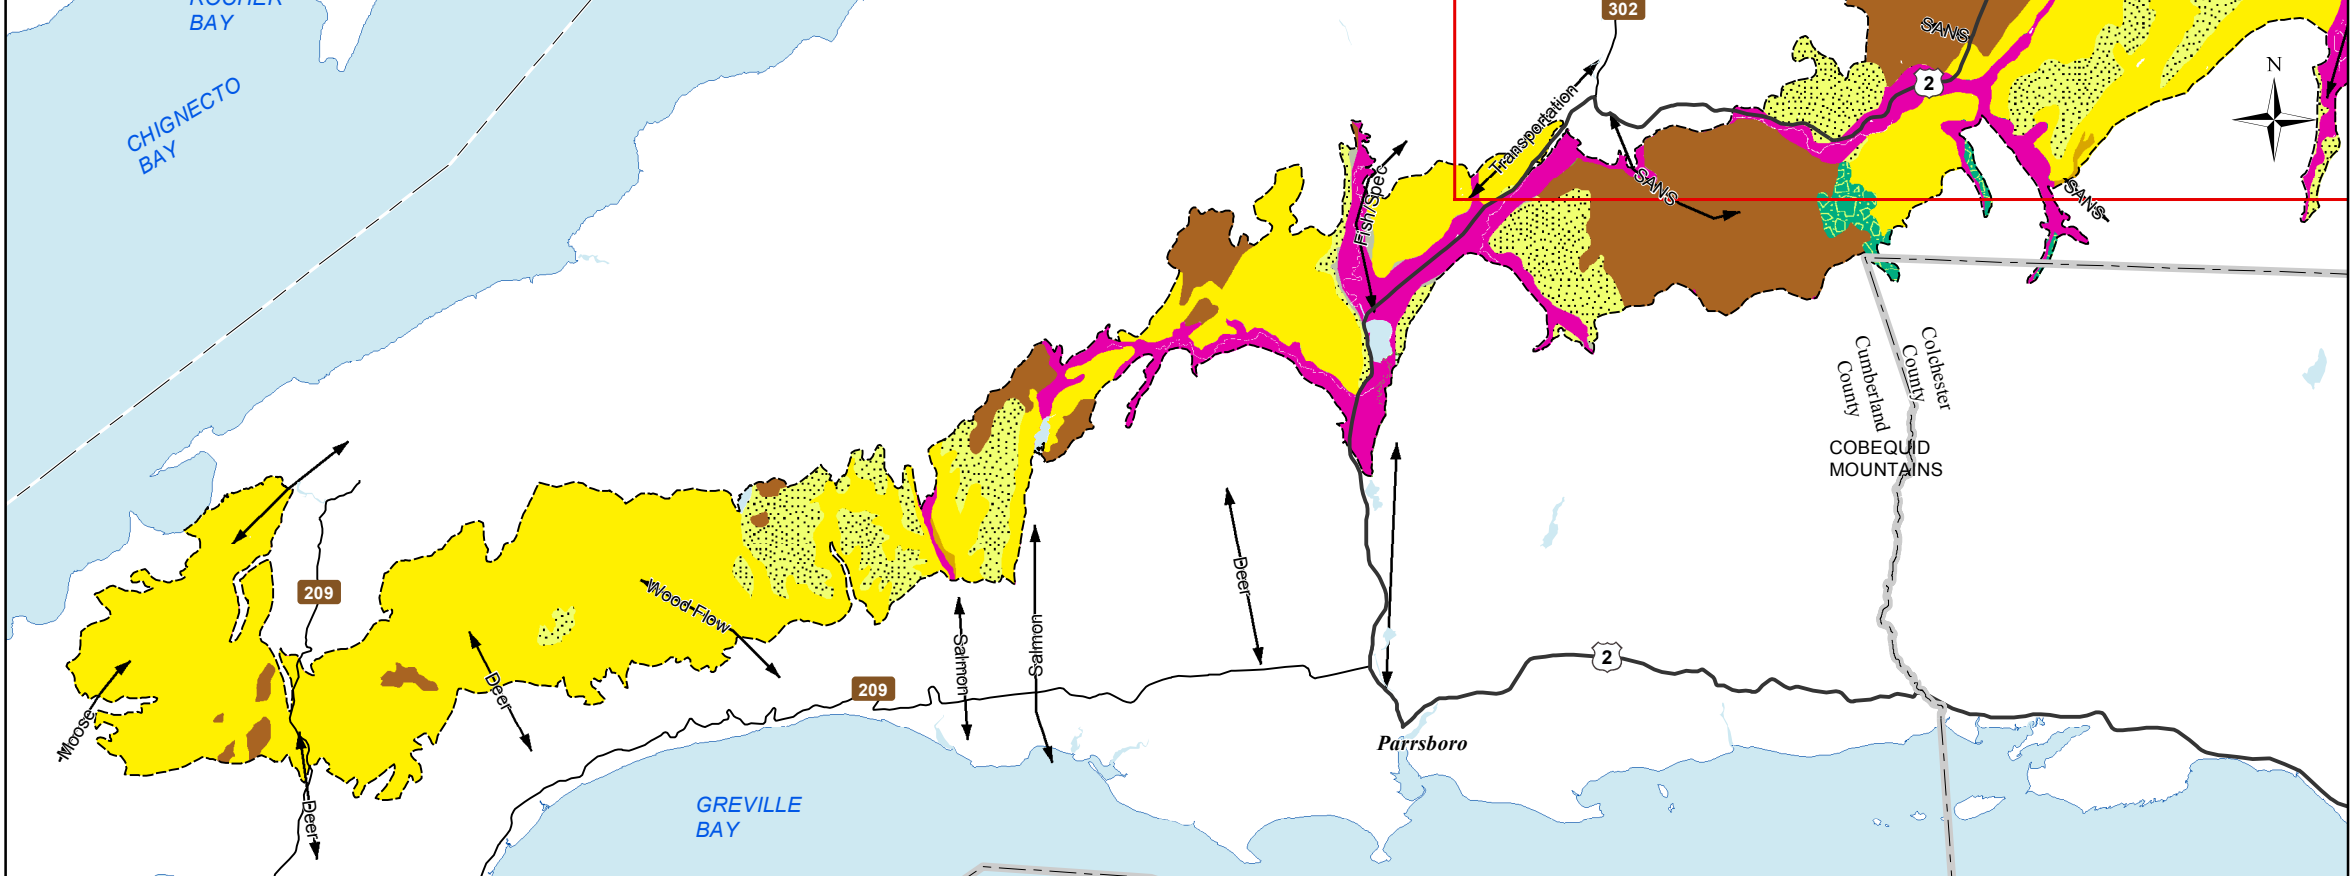 ROCHER
BAY
302
SANS
2
N
CHIGNECTO
BAY
Transportation
SANS
SANS
Fish/Spec
Colchester
County
Cumberland
County
COBEQUID
MOUNTAINS
209
Wood Flow
Deer
Deer
Salmon
Salmon
2
209
Moose
Parrsboro
Deer
GREVILLE
BAY